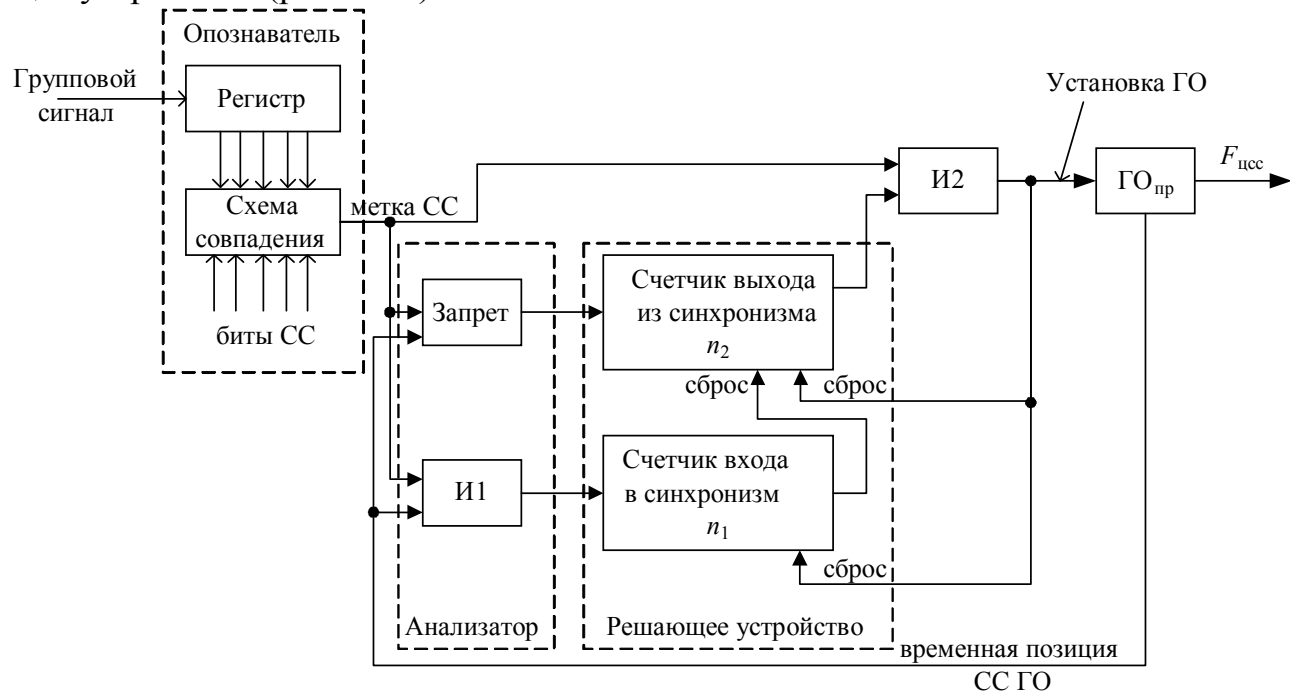 Опознаватель
Групповой
сигнал
Регистр
Схема
совпадения
биты СС
метка СС
Установка ГО
И2
ГОпр
Fцсс
Запрет
Счетчик выхода
из синхронизма
n2
сброс
сброс
И1
Счетчик входа
в синхронизм
n1
сброс
Анализатор
Решающее устройство
временная позиция
СС ГО